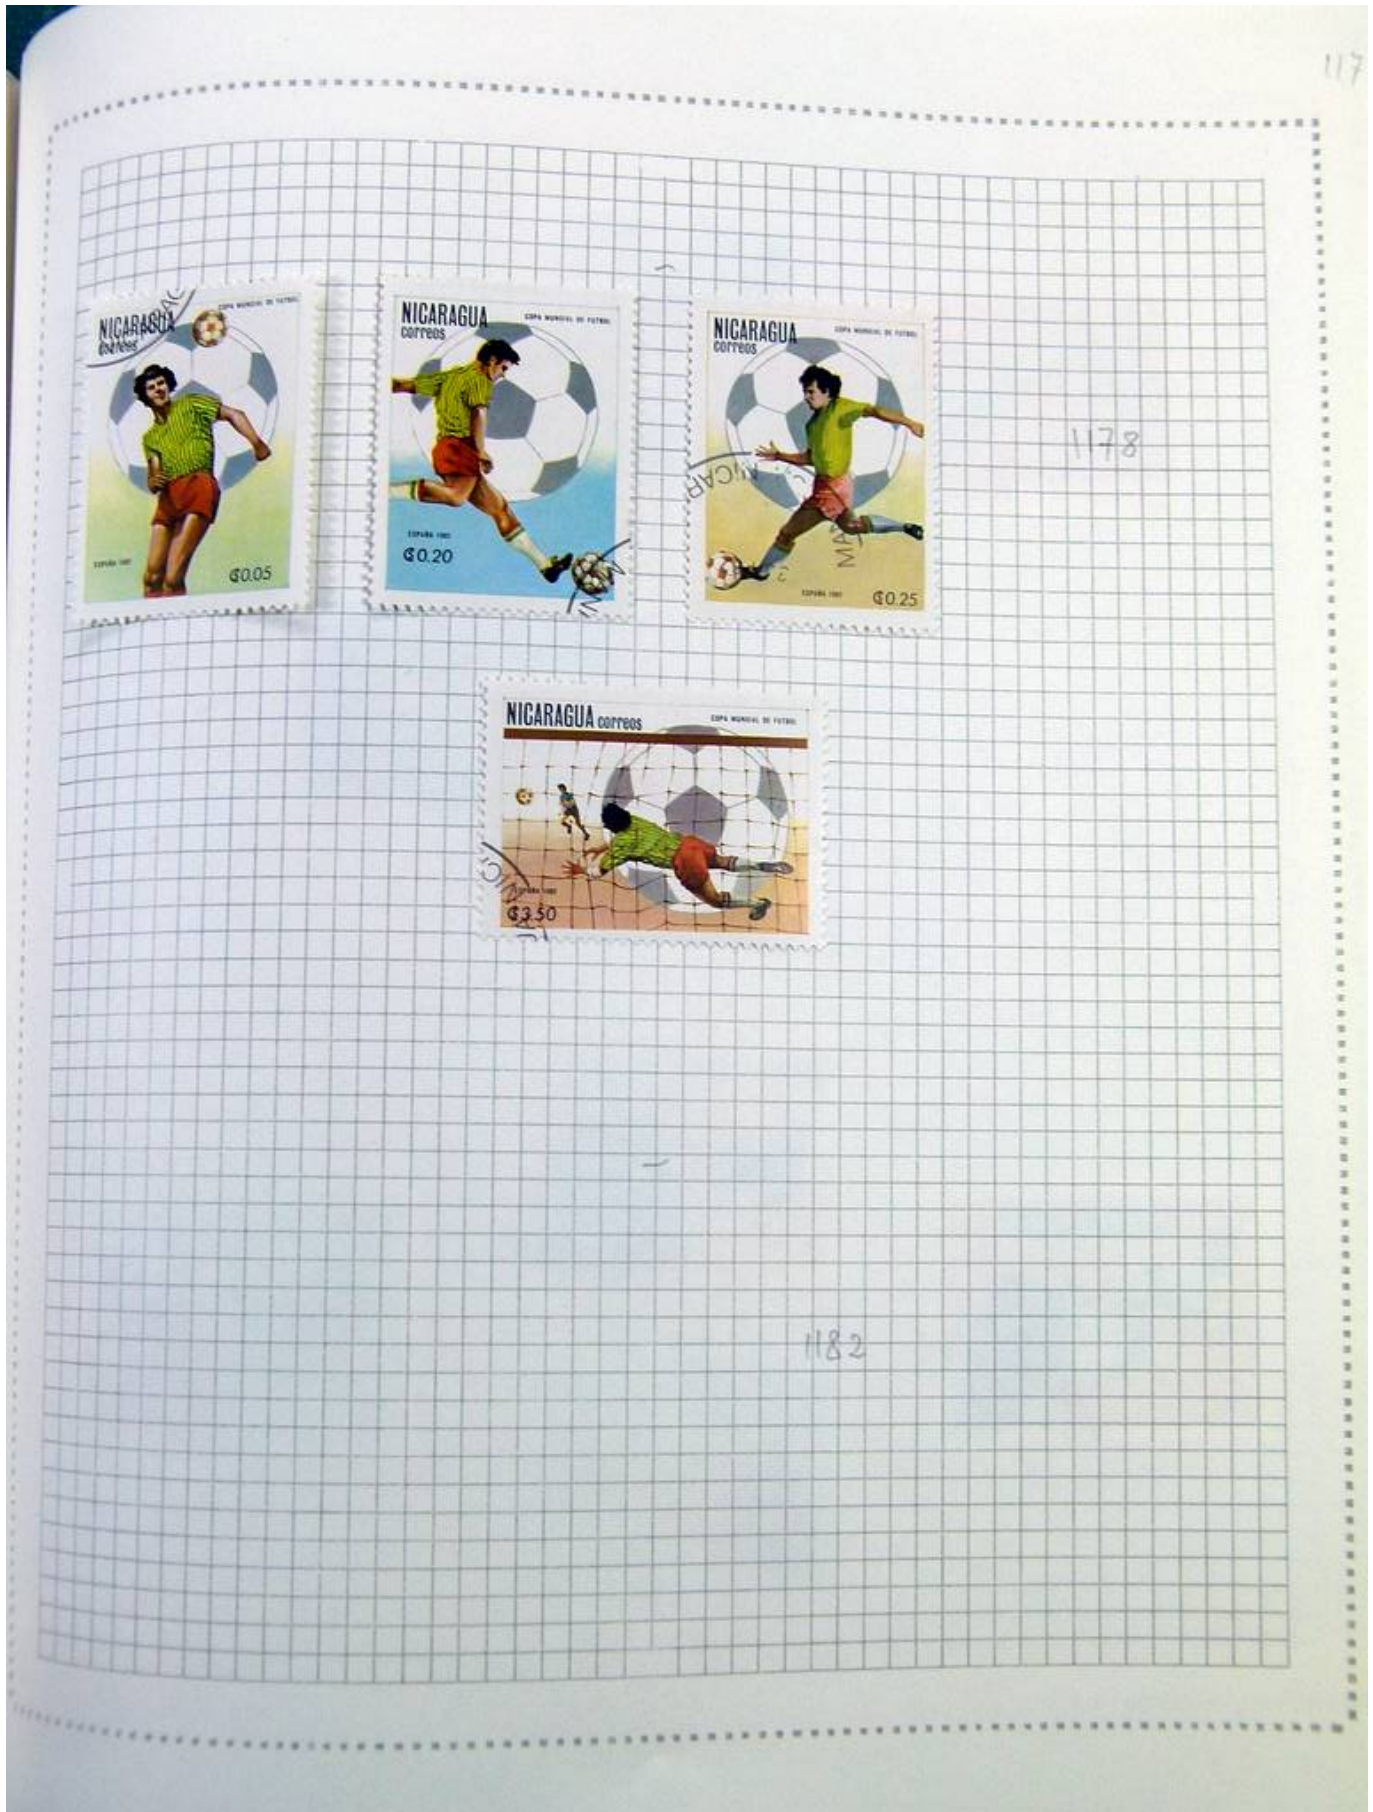 117
NICARAGUA
correos
COPA MUNDIAL DE FUTBOL
ESPAÑA 1982
₡0.05
NICARAGUA
correos
COPA MUNDIAL DE FUTBOL
ESPAÑA 1982
₡0.20
NICARAGUA
correos
COPA MUNDIAL DE FUTBOL
ESPAÑA 1982
₡0.25
1178
NICARAGUA correos
COPA MUNDIAL DE FUTBOL
ESPAÑA 1982
₡3.50
1182